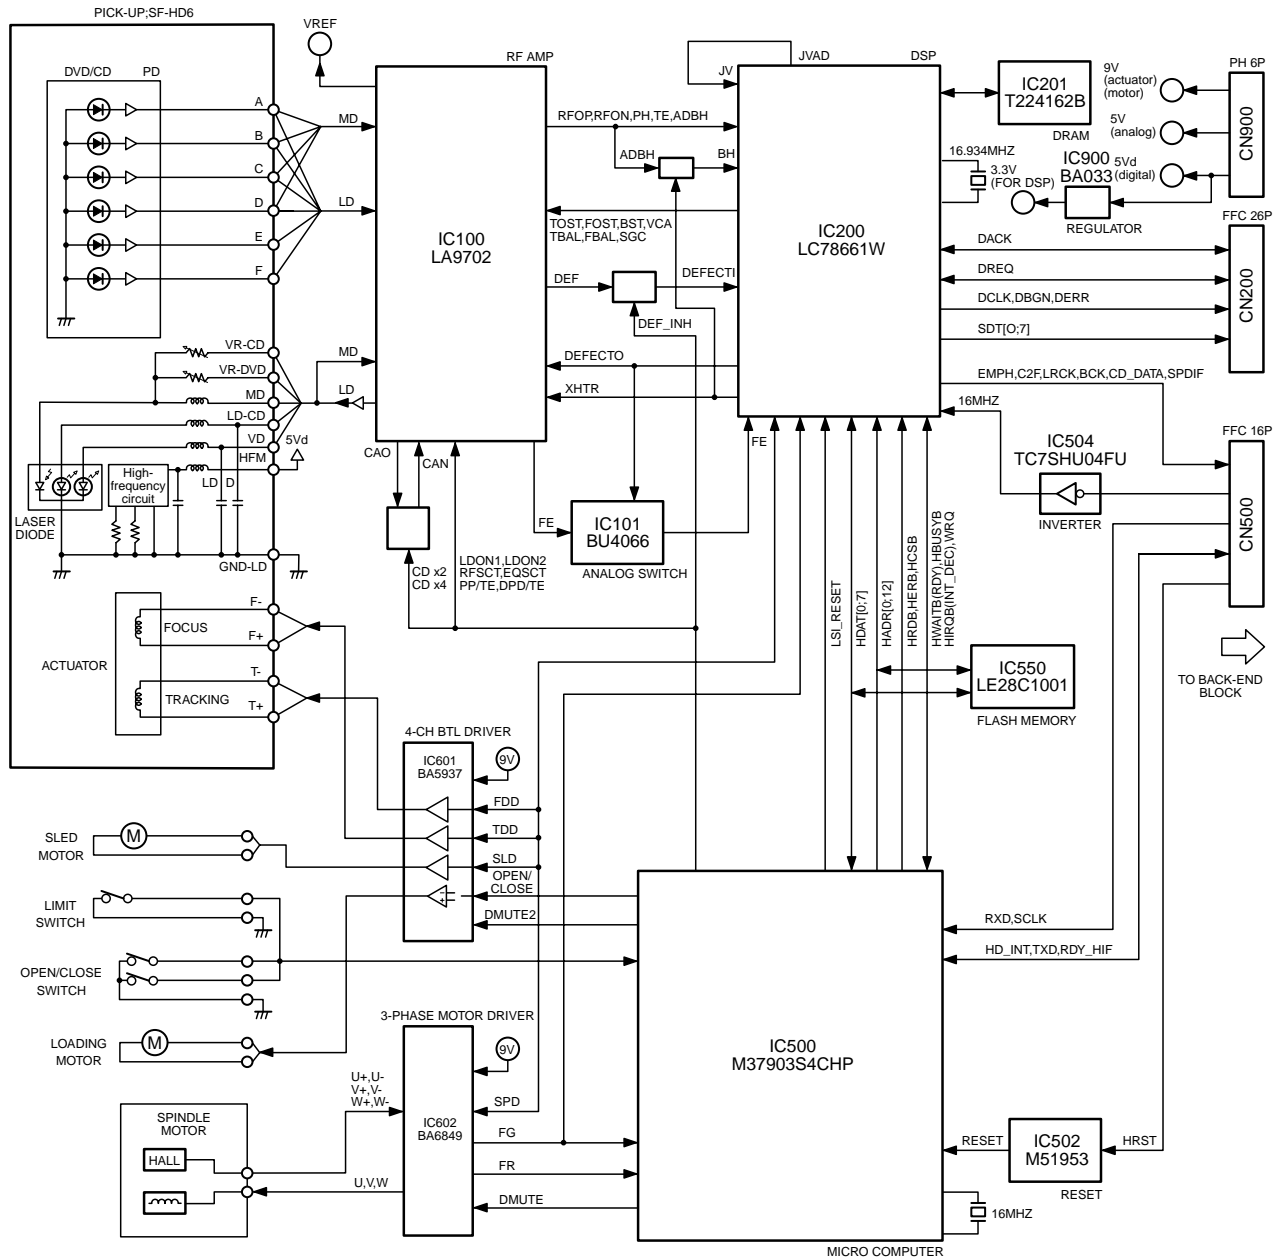 PICK-UP;SF-HD6
DVD/CD
PD
A
B
C
D
E
F
VR-CD
VR-DVD
MD
LD-CD
VD
HFM
5Vd
High-
frequency
circuit
LD
D
LASER
DIODE
GND-LD
F-
FOCUS
F+
ACTUATOR
T-
TRACKING
T+
VREF
MD
LD
MD
LD
RF AMP
IC100
LA9702
CAO
CAN
CD x2
CD x4
LDON1,LDON2
RFSCT,EQSCT
PP/TE,DPD/TE
RFOP,RFON,PH,TE,ADBH
ADBH
BH
TOST,FOST,BST,VCA
TBAL,FBAL,SGC
DEF
DEFECTI
DEF_INH
DEFECTO
XHTR
FE
IC101
BU4066
ANALOG SWITCH
FE
JVAD
JV
DSP
IC200
LC78661W
IC201
T224162B
DRAM
16.934MHZ
3.3V
(FOR DSP)
IC900
BA033
REGULATOR
9V
(actuator)
(motor)
5V
(analog)
5Vd
(digital)
PH 6P
CN900
FFC 26P
CN200
DACK
DREQ
DCLK,DBGN,DERR
SDT[O;7]
EMPH,C2F,LRCK,BCK,CD_DATA,SPDIF
16MHZ
IC504
TC7SHU04FU
INVERTER
FFC 16P
CN500
TO BACK-END
BLOCK
LSI_RESET
HDAT[0;7]
HADR[0;12]
HRDB,HERB,HCSB
HWAITB(RDY),HBUSYB
HIRQB(INT_DEC),WRQ
IC550
LE28C1001
FLASH MEMORY
4-CH BTL DRIVER
IC601
BA5937
9V
FDD
TDD
SLD
OPEN/
CLOSE
DMUTE2
SLED
MOTOR
M
LIMIT
SWITCH
OPEN/CLOSE
SWITCH
LOADING
MOTOR
M
3-PHASE MOTOR DRIVER
IC602
BA6849
9V
SPD
FG
FR
DMUTE
U+,U-
V+,V-
W+,W-
U,V,W
SPINDLE
MOTOR
HALL
IC500
M37903S4CHP
MICRO COMPUTER
RXD,SCLK
HD_INT,TXD,RDY_HIF
RESET
IC502
M51953
RESET
HRST
16MHZ